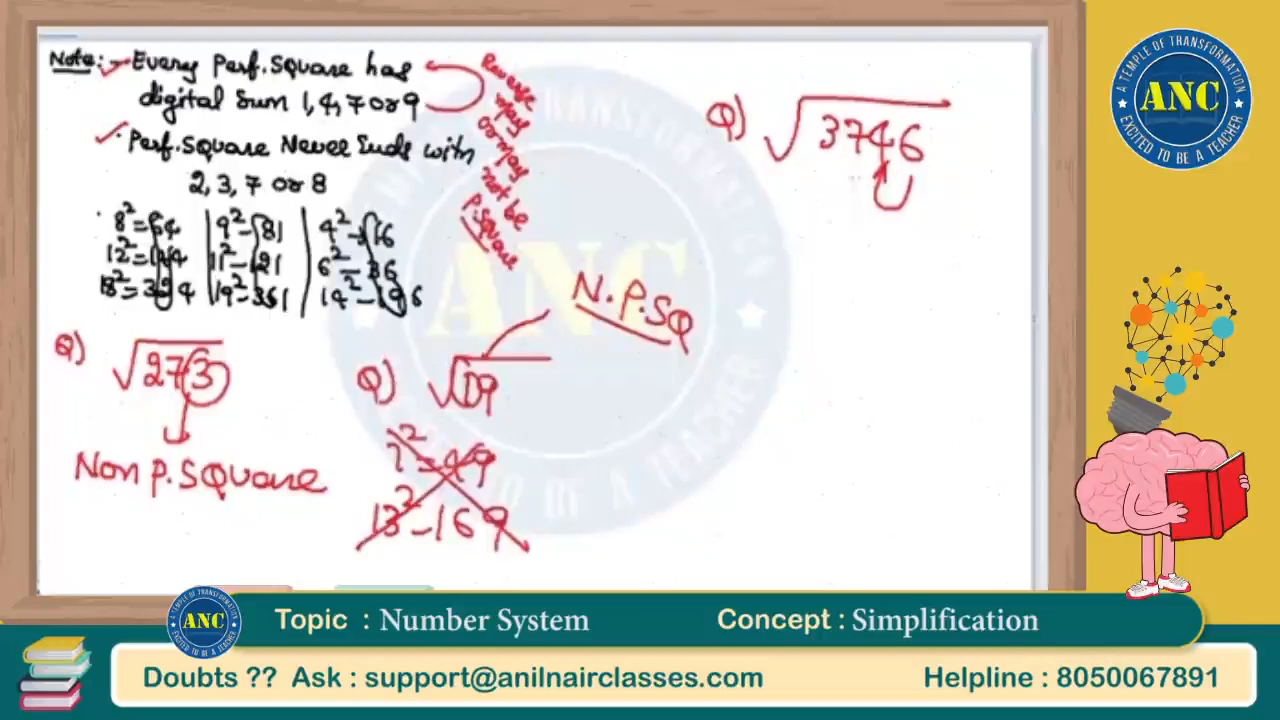 Note:- Every Perf. Square has
digital Sum 1, 4, 7 or 9
Perf. Square Never Ends with
2, 3, 7 or 8
8² = 64 | 9² - 81 | 4² - 16
12² = 144 | 11² - 121 | 6² - 36
18² = 324 | 19² - 361 | 14² - 196
Reverse
may
or may
not be
P. Square
Q) √273
Non P. SQuare
Q) √19
N.P.SQ
7² - 49
13² - 169
Q) √3746
A TEMPLE OF TRANSFORMATION
ANC
EXCITED TO BE A TEACHER
ANC
Topic : Number System
Concept : Simplification
Doubts ?? Ask : support@anilnairclasses.com
Helpline : 8050067891